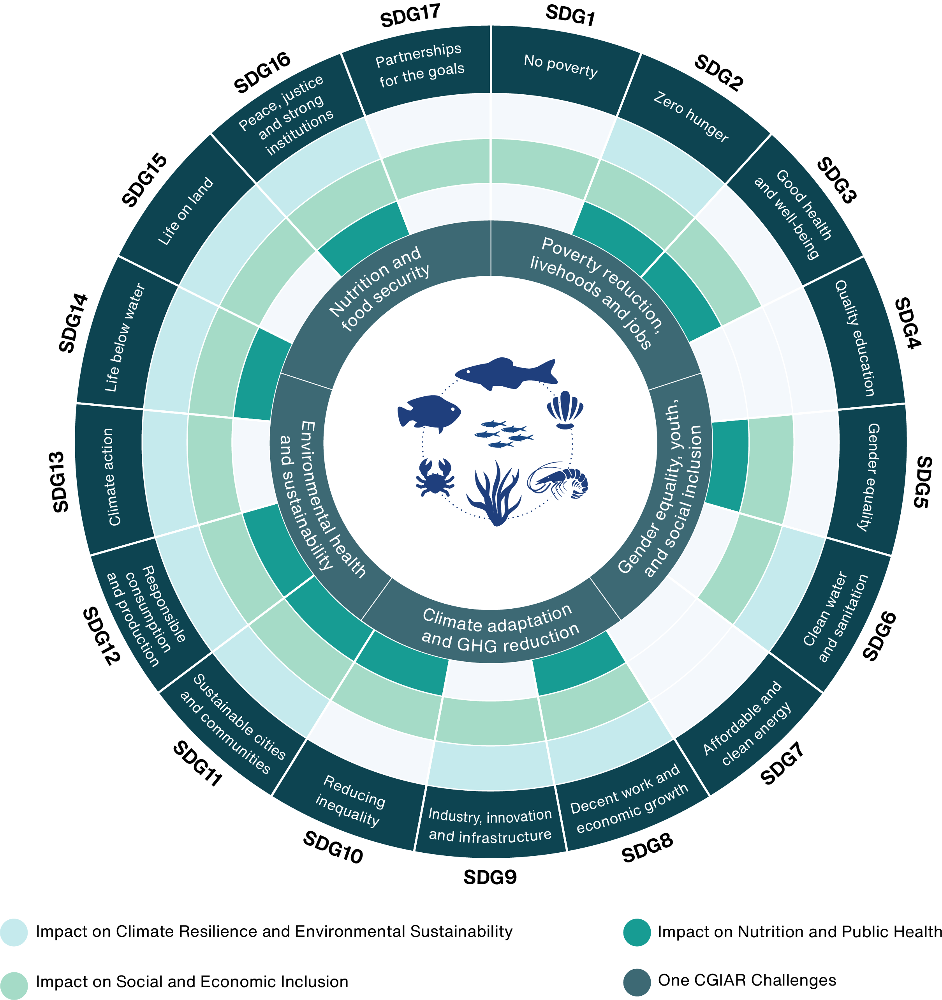 SDG1
No poverty
SDG2
Zero hunger
SDG3
Good health
and well-being
SDG4
Quality education
SDG5
Gender equality
SDG6
Clean water
and sanitation
SDG7
Affordable and
clean energy
SDG8
Decent work and
economic growth
SDG9
Industry, innovation
and infrastructure
SDG10
Reducing
inequality
SDG11
Sustainable cities
and communities
SDG12
Responsible
consumption
and production
SDG13
Climate action
SDG14
Life below water
SDG15
Life on land
SDG16
Peace, justice
and strong
institutions
SDG17
Partnerships
for the goals
Poverty reduction,
livehoods and jobs
Gender equality, youth,
and social inclusion
Climate adaptation
and GHG reduction
Environmental health
and sustainability
Nutrition and
food security
Impact on Climate Resilience and Environmental Sustainability
Impact on Social and Economic Inclusion
Impact on Nutrition and Public Health
One CGIAR Challenges